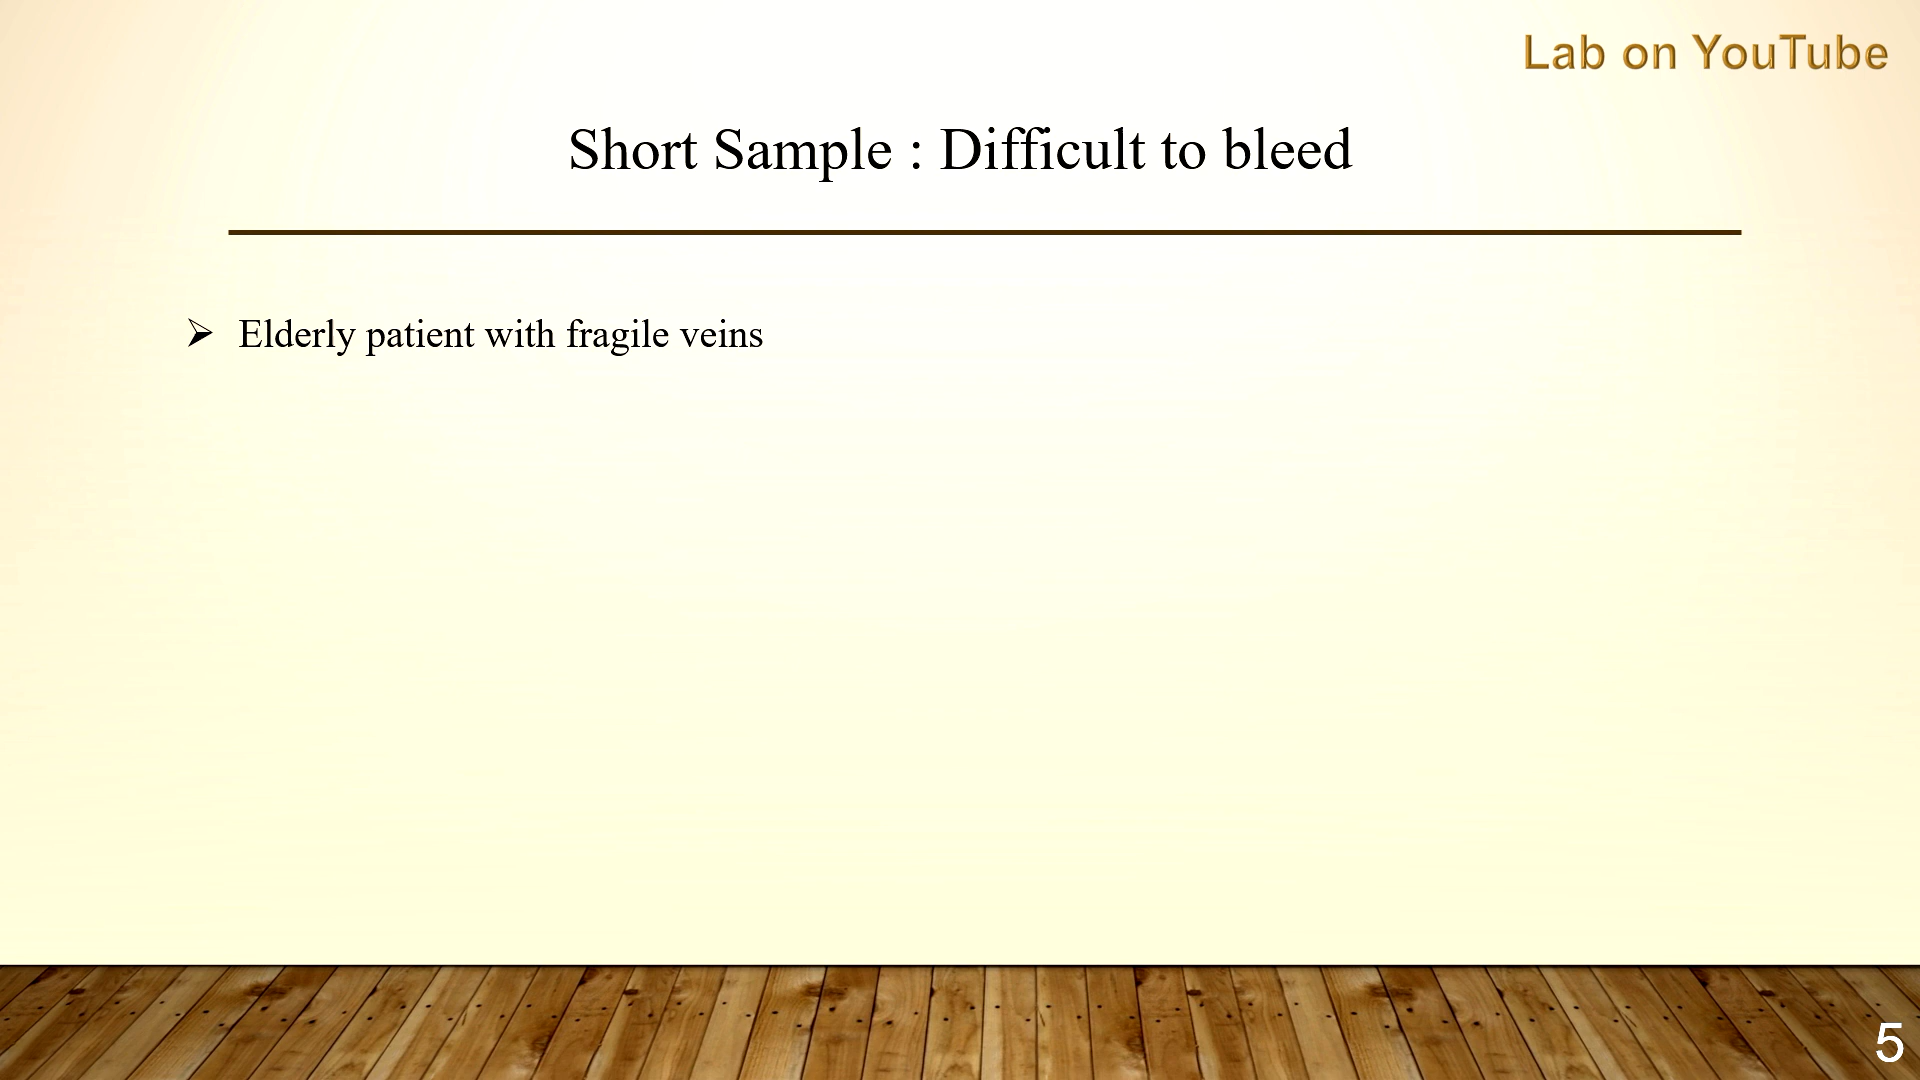 Lab on YouTube
Short Sample : Difficult to bleed
➢ Elderly patient with fragile veins
5